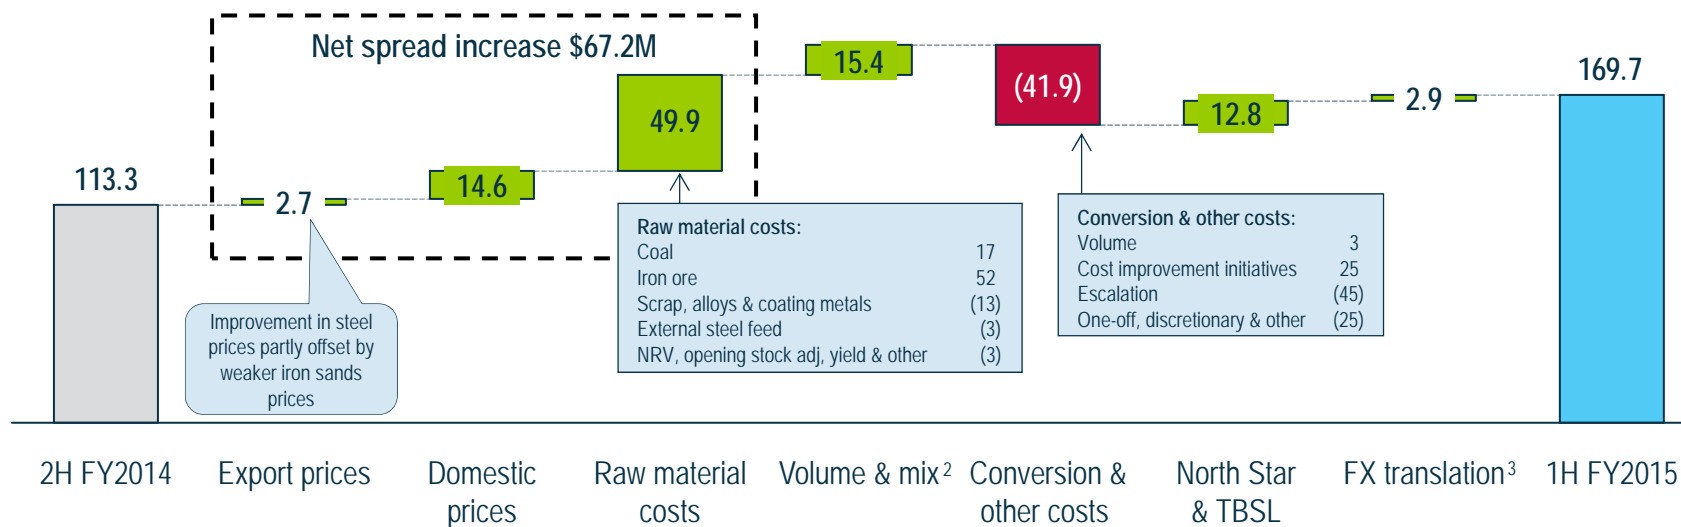 Net spread increase $67.2M
113.3
2.7
14.6
49.9
15.4
(41.9)
12.8
2.9
169.7
Improvement in steel
prices partly offset by
weaker iron sands
prices
Raw material costs:
Coal 17
Iron ore 52
Scrap, alloys & coating metals (13)
External steel feed (3)
NRV, opening stock adj, yield & other (3)
Conversion & other costs:
Volume 3
Cost improvement initiatives 25
Escalation (45)
One-off, discretionary & other (25)
2H FY2014
Export prices
Domestic
prices
Raw material
costs
Volume & mix²
Conversion &
other costs
North Star
& TBSL
FX translation³
1H FY2015